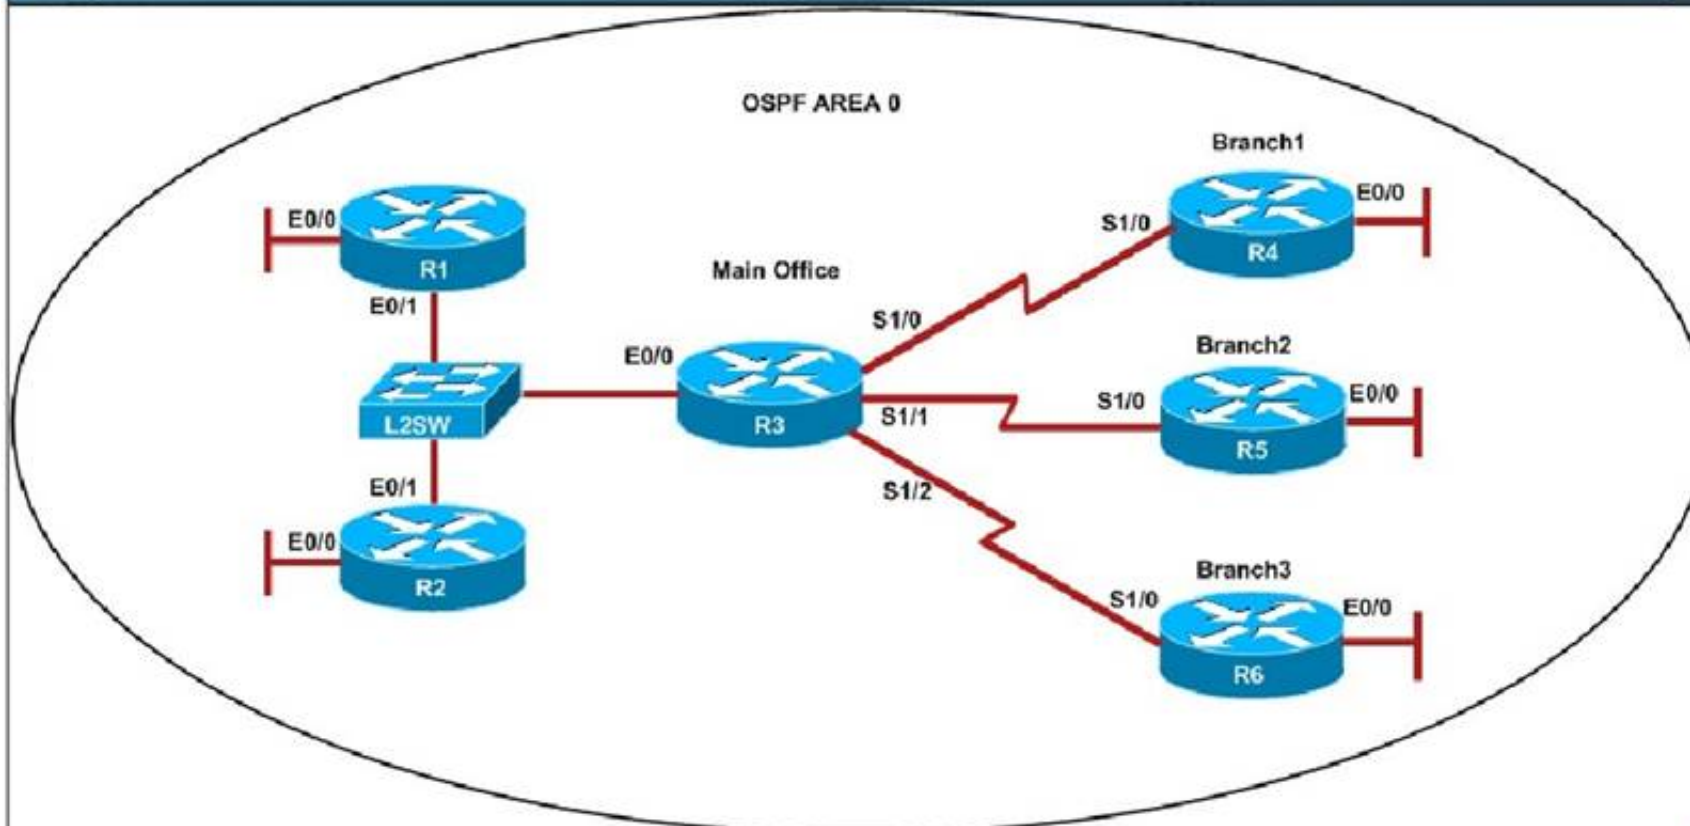 OSPF AREA 0
Branch1
E0/0
R1
E0/1
L2SW
E0/1
E0/0
R2
Main Office
E0/0
R3
S1/0
S1/1
S1/2
S1/0
R4
E0/0
Branch2
S1/0
R5
E0/0
Branch3
S1/0
R6
E0/0